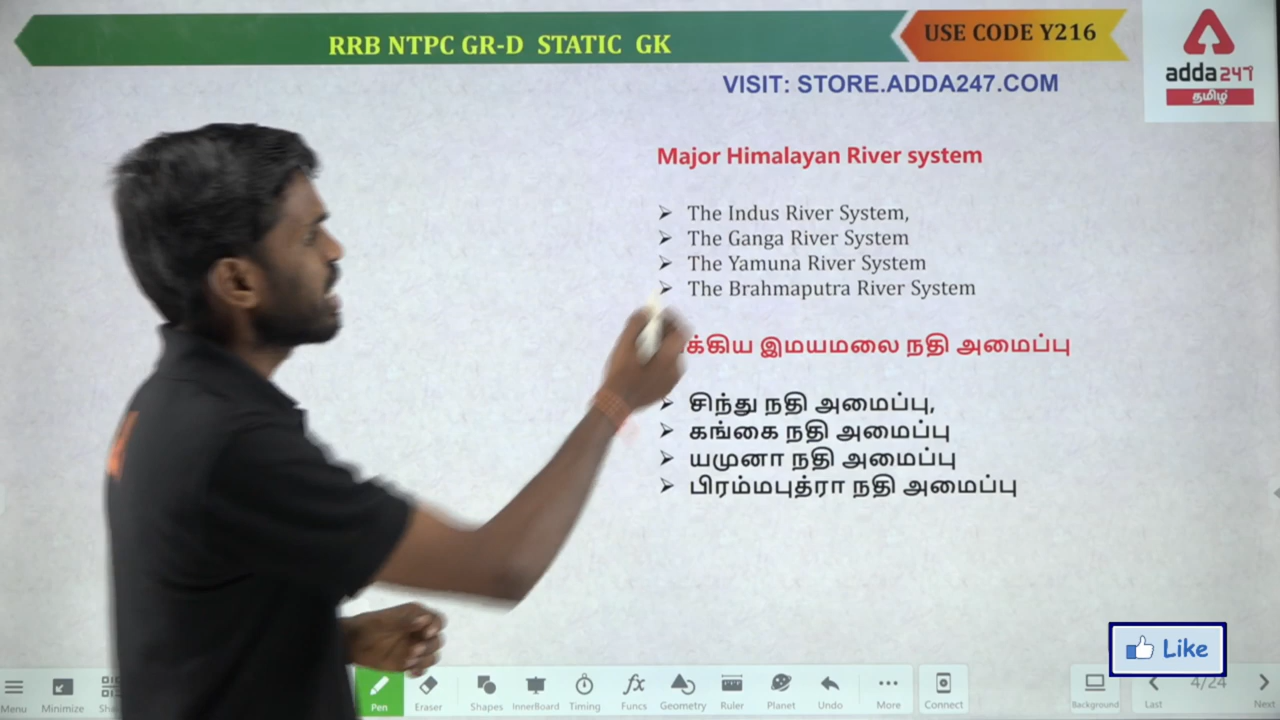 RRB NTPC GR-D STATIC GK
USE CODE Y216
adda247
தமிழ்
VISIT: STORE.ADDA247.COM
Major Himalayan River system
The Indus River System,
The Ganga River System
The Yamuna River System
The Brahmaputra River System
இமயமலை நதி அமைப்பு
சிந்து நதி அமைப்பு,
கங்கை நதி அமைப்பு
யமுனா நதி அமைப்பு
பிரம்மபுத்ரா நதி அமைப்பு
Like
4/24
Menu Minimize Pen Eraser Shapes InnerBoard Timing Funcs Geometry Ruler Planet Undo More Connect Background Last Next